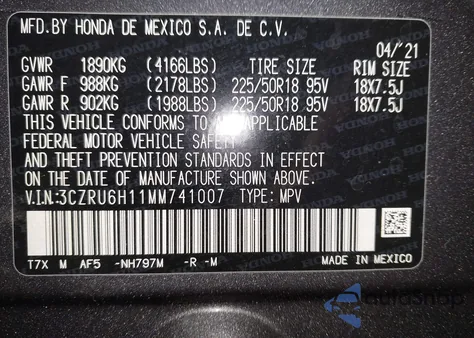 MFD.BY HONDA DE MEXICO S.A. DE C.V.
04/'21
GVWR 1890KG (4166LBS) TIRE SIZE RIM SIZE
GAWR F 988KG (2178LBS) 225/50R18 95V 18X7.5J
GAWR R 902KG (1988LBS) 225/50R18 95V 18X7.5J
THIS VEHICLE CONFORMS TO ALL APPLICABLE
FEDERAL MOTOR VEHICLE SAFETY
AND THEFT PREVENTION STANDARDS IN EFFECT
ON THE DATE OF MANUFACTURE SHOWN ABOVE.
V.I.N:3CZRU6H11MM741007 TYPE: MPV
T7X M AF5 -NH797M -R -M
MADE IN MEXICO
AutoSnap